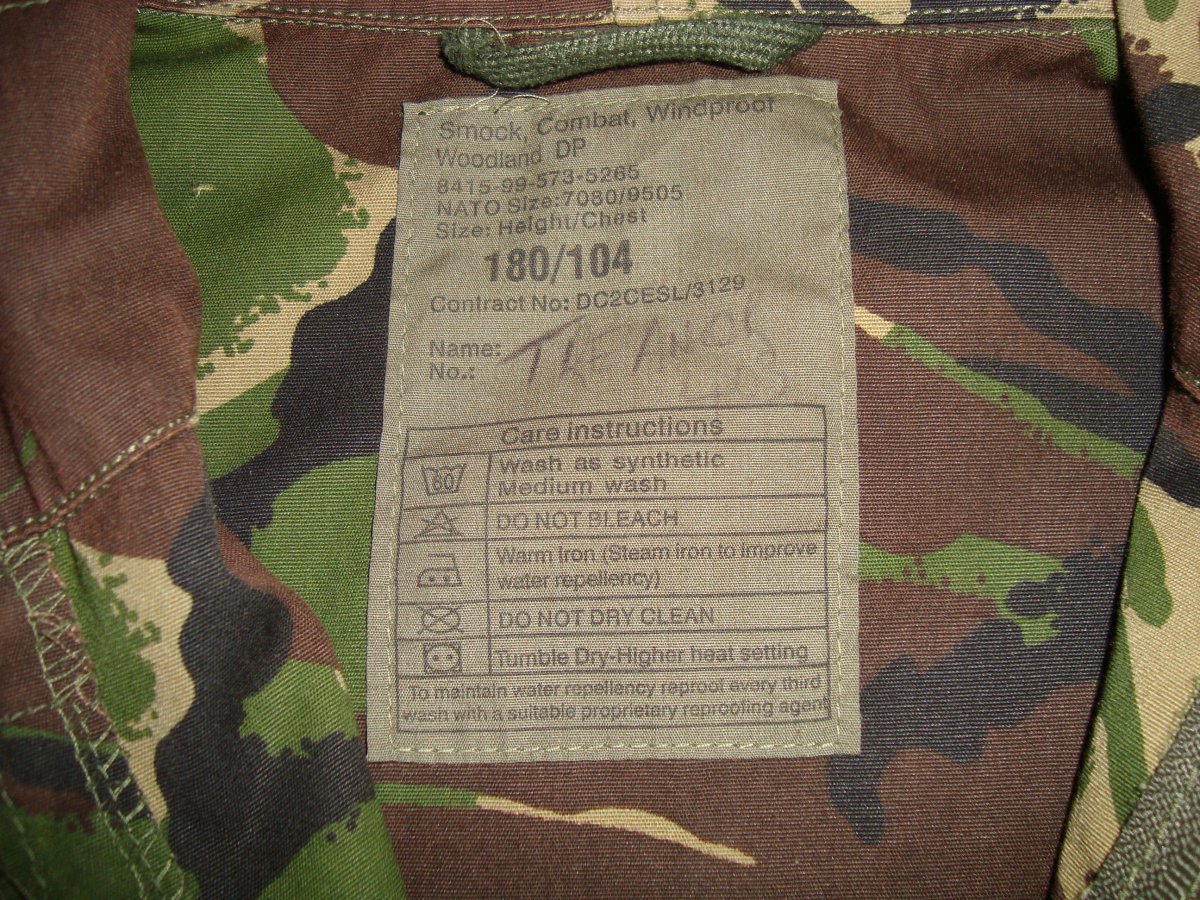 Smock, Combat, Windproof
Woodland DP
8415-99-573-5265
NATO Size:7080/9505
Size: Height/Chest
180/104
Contract No: DC2CESL/3129
Name:
No.:
Care instructions
60
Wash as synthetic
Medium wash
DO NOT BLEACH
Warm Iron (Steam iron to improve
water repellency)
DO NOT DRY CLEAN
Tumble Dry-Higher heat setting
To maintain water repellency reproof every third
wash with a suitable proprietary reproofing agent